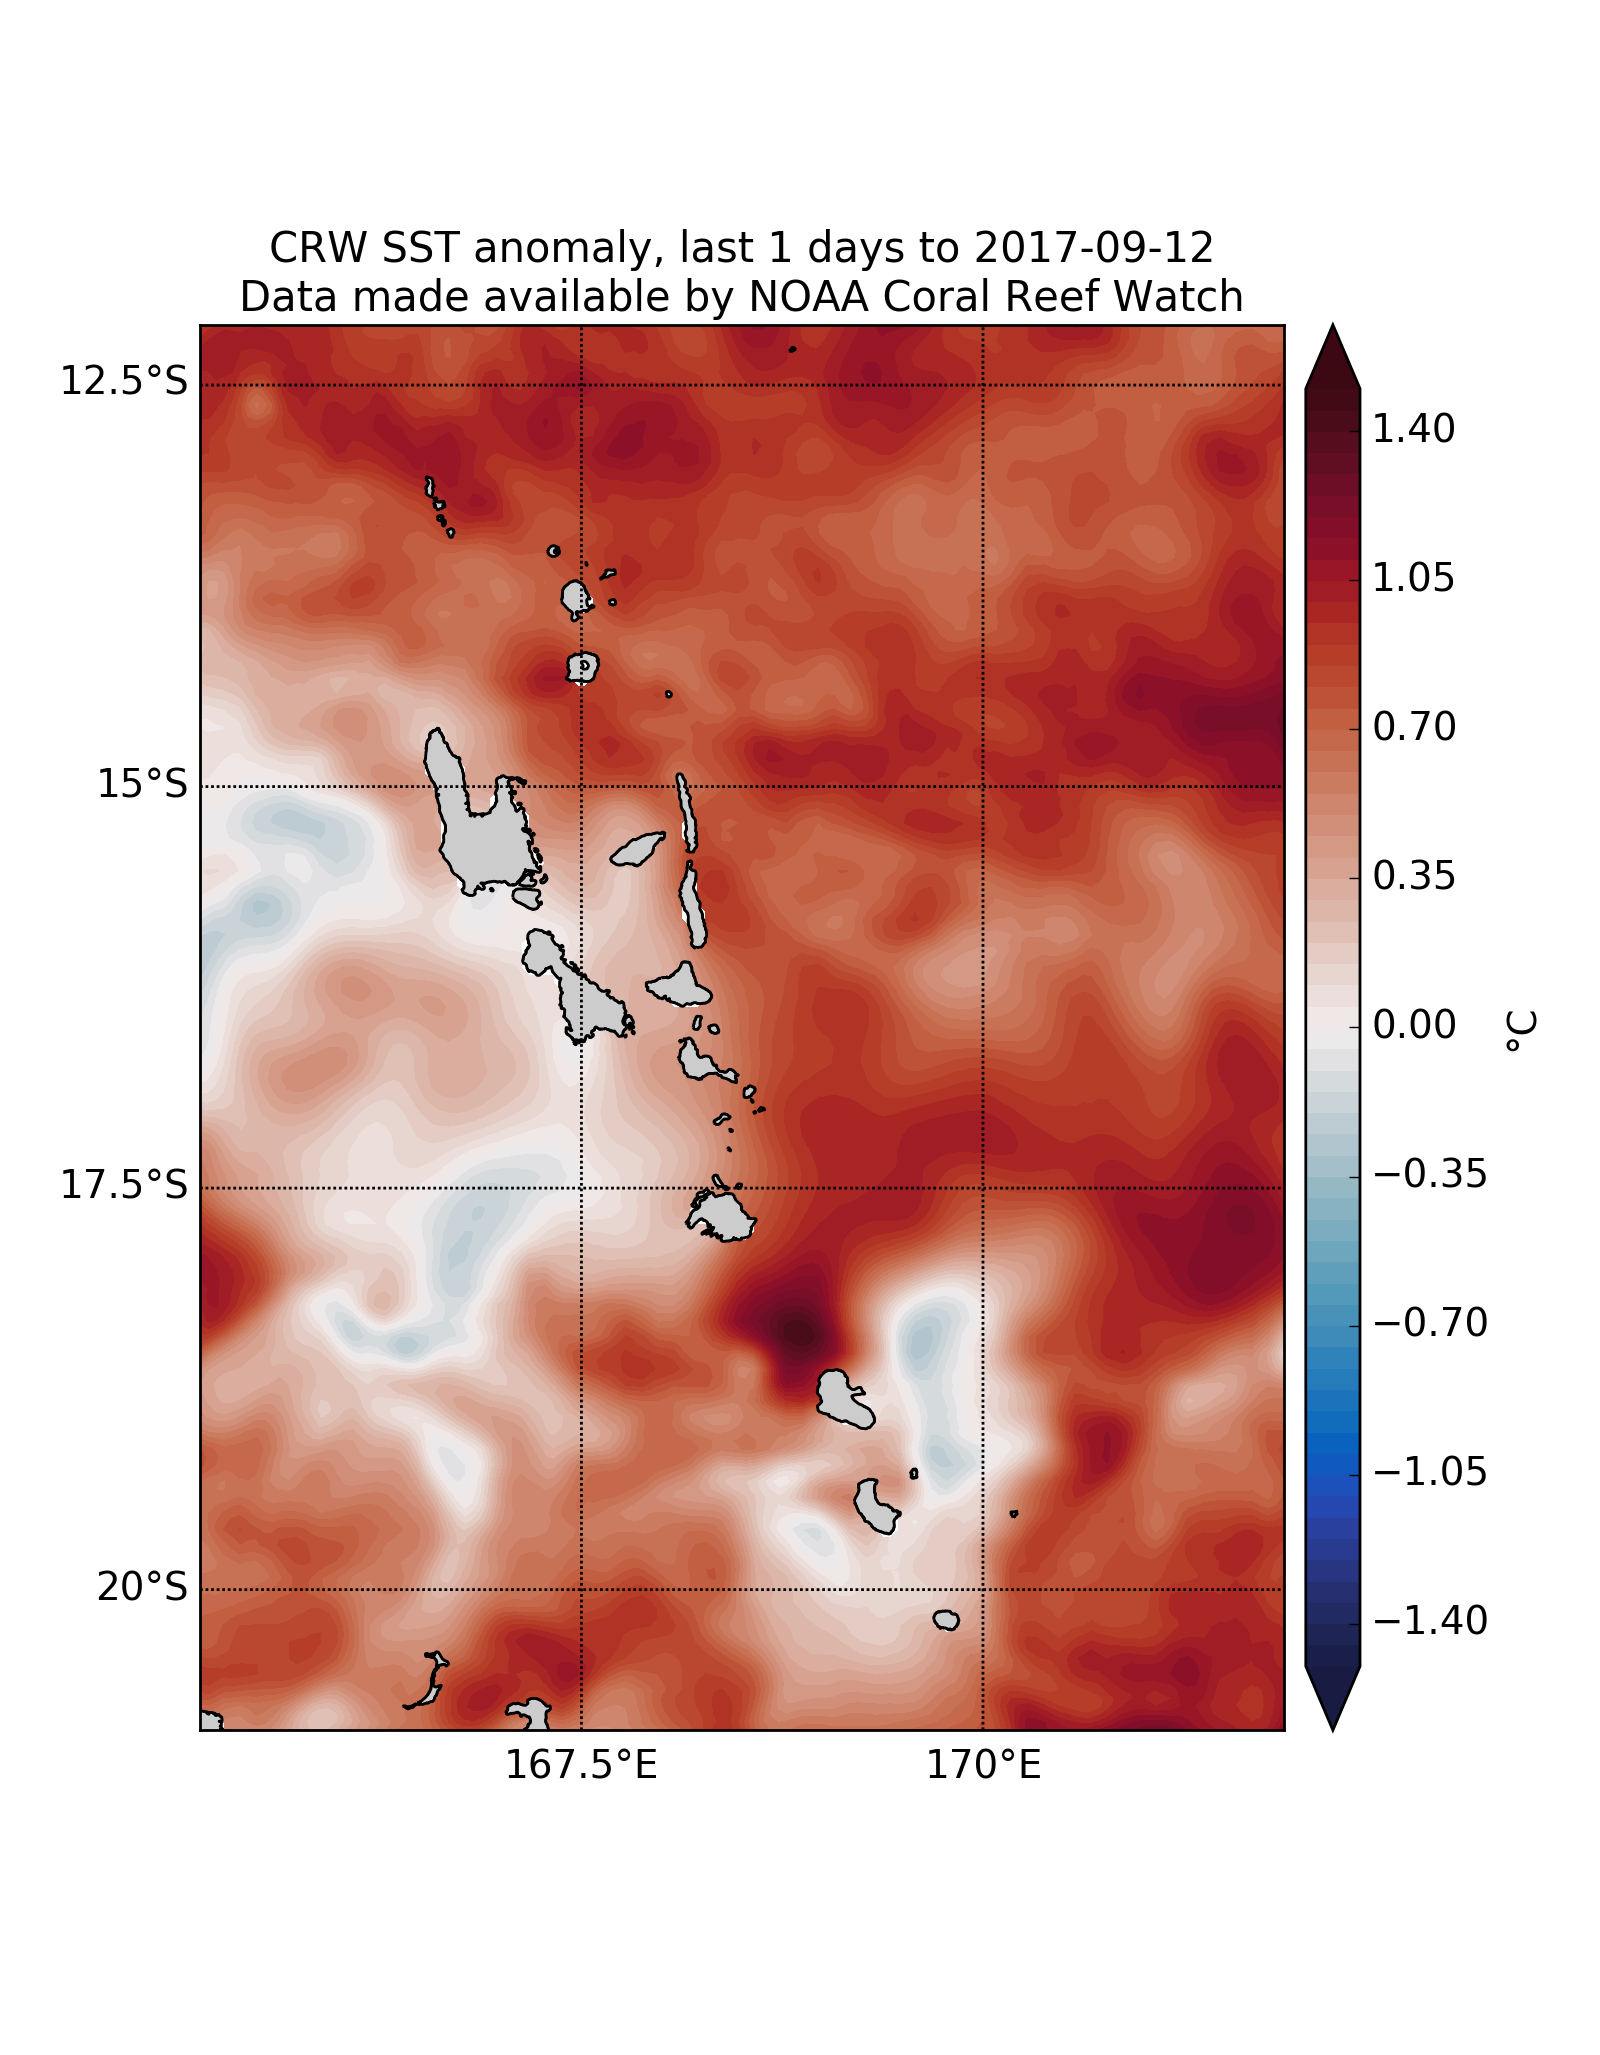 CRW SST anomaly, last 1 days to 2017-09-12
Data made available by NOAA Coral Reef Watch
12.5°S
15°S
17.5°S
20°S
167.5°E
170°E
1.40
1.05
0.70
0.35
0.00
−0.35
−0.70
−1.05
−1.40
°C